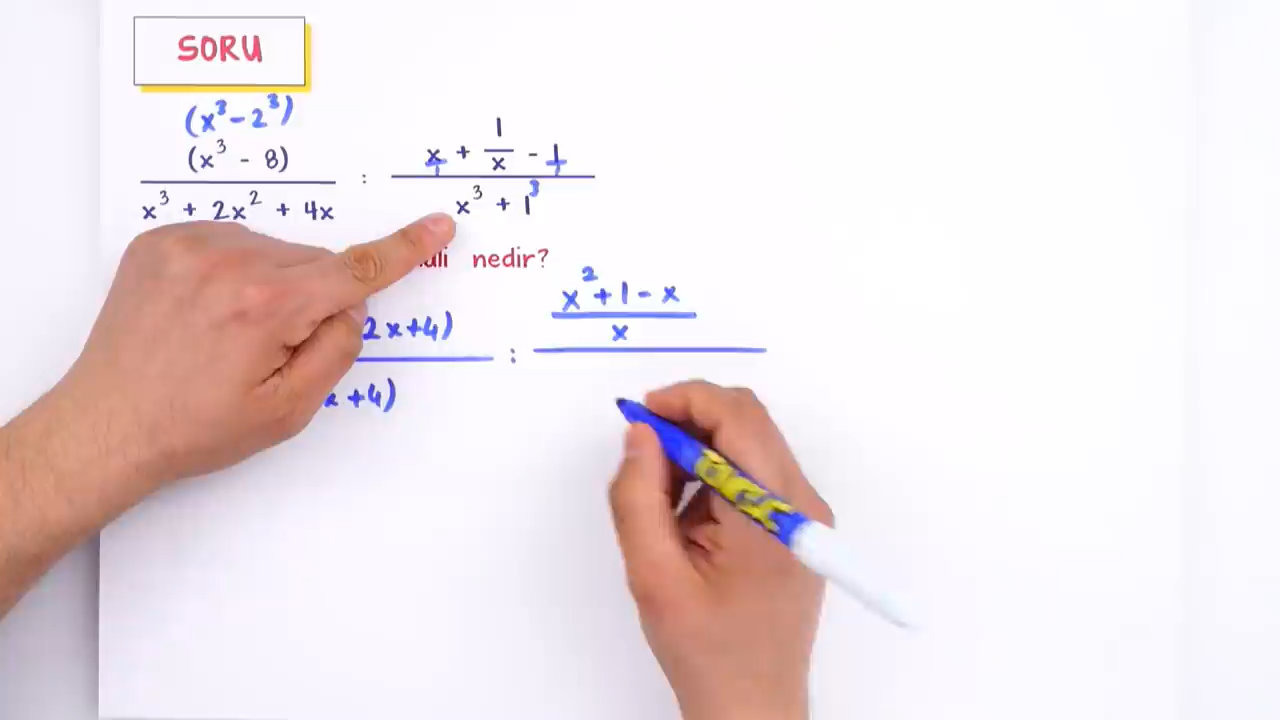 SORU
(x³ - 2³)
(x³ - 8)
x³ + 2x² + 4x
:
x + 1/x - 1
x³ + 1³
nedir?
2x+4)
+4)
:
x² + 1 - x
x